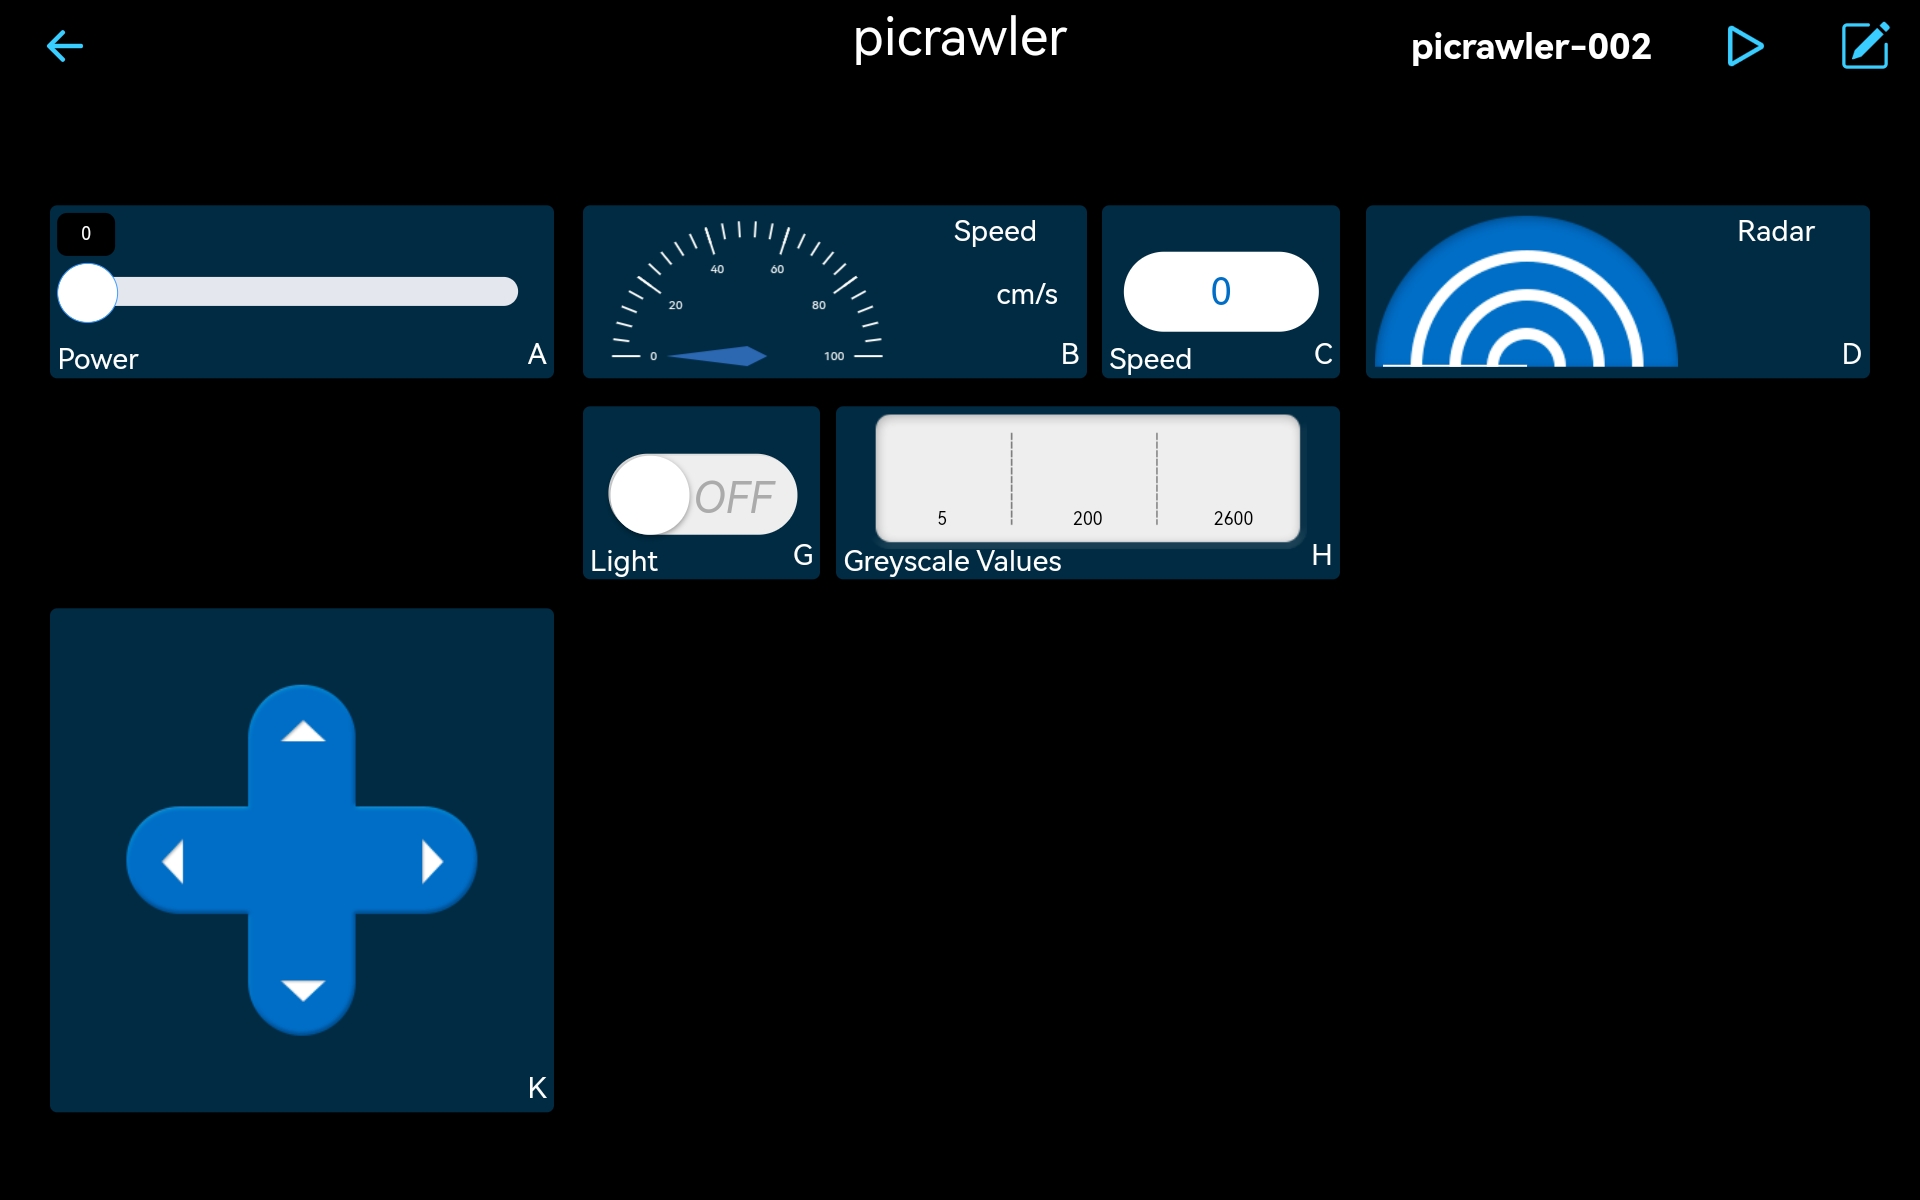 picrawler
picrawler-002
0
Power
A
0
20
40
60
80
100
Speed
cm/s
B
0
Speed
C
Radar
D
OFF
Light
G
5
200
2600
Greyscale Values
H
K